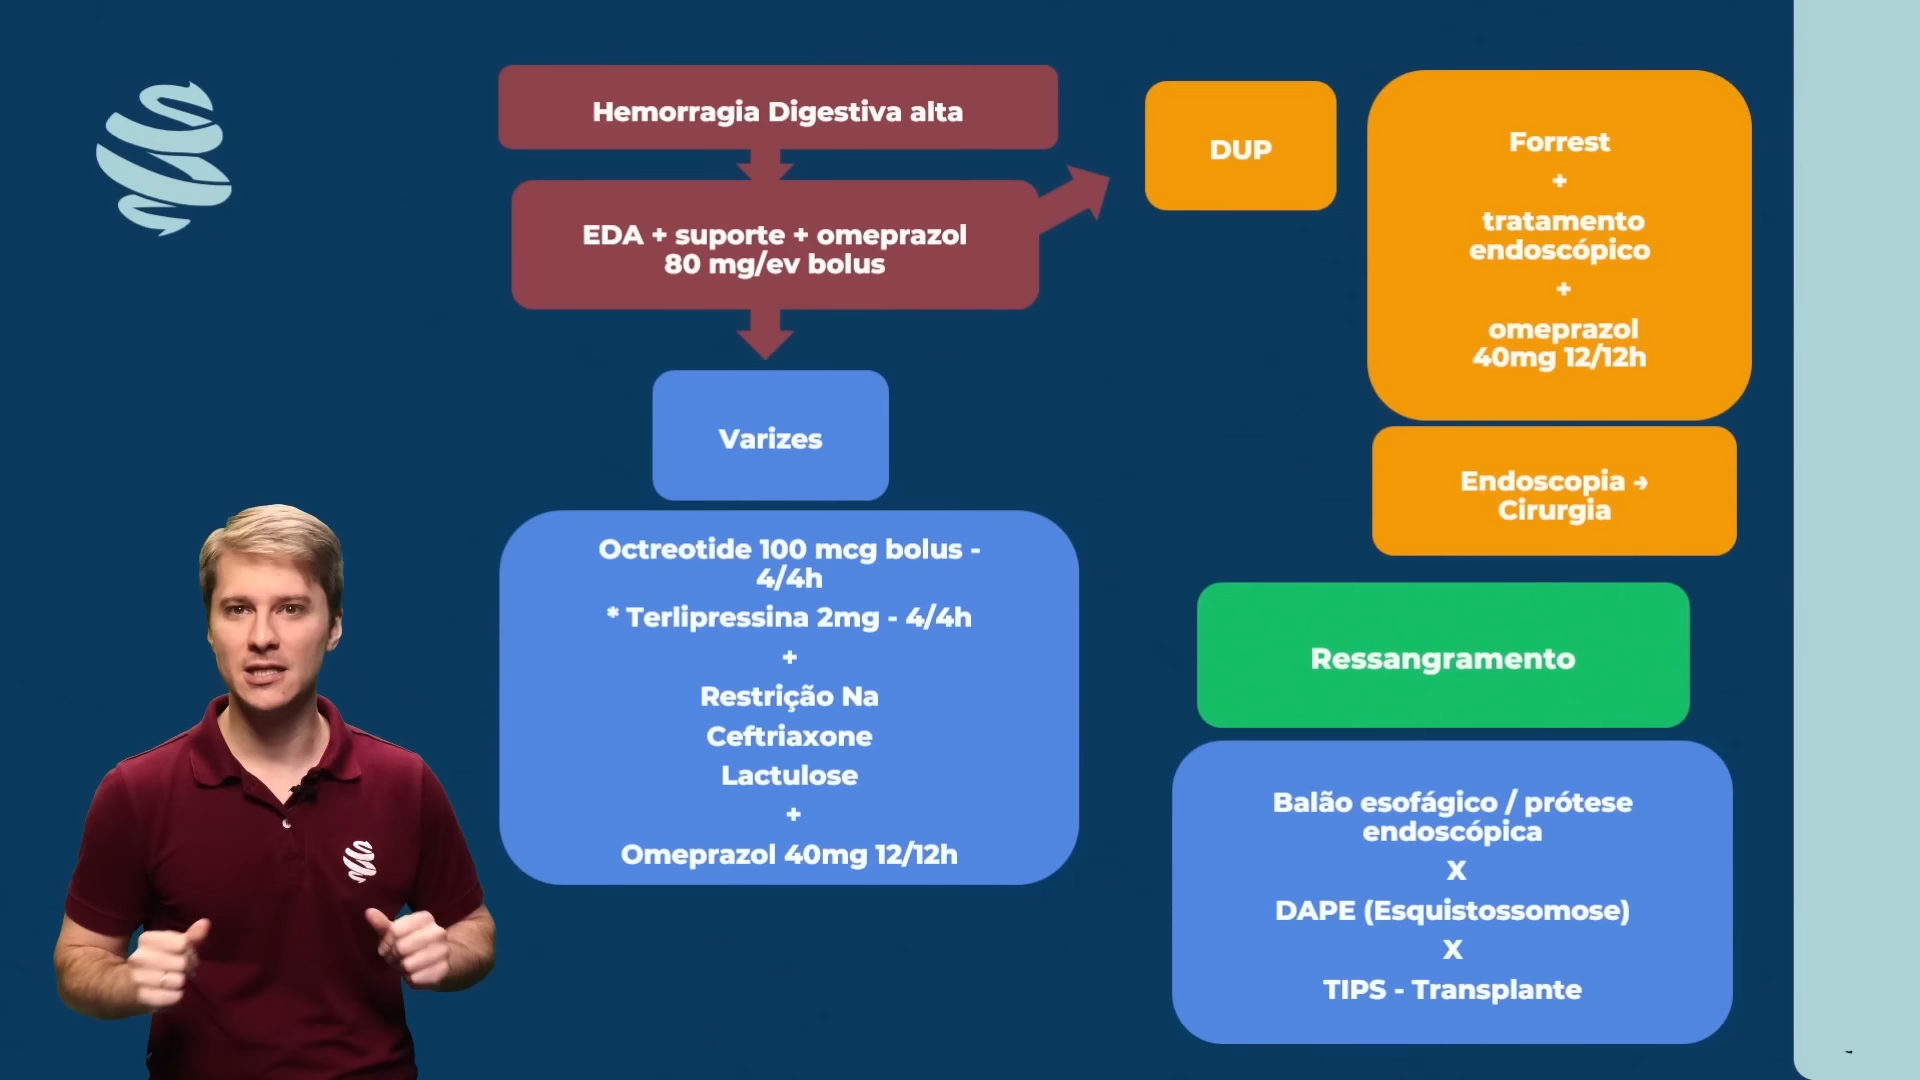 Hemorragia Digestiva alta
EDA + suporte + omeprazol
80 mg/ev bolus
DUP
Forrest
+
tratamento
endoscópico
+
omeprazol
40mg 12/12h
Endoscopia →
Cirurgia
Varizes
Octreotide 100 mcg bolus -
4/4h
* Terlipressina 2mg - 4/4h
+
Restrição Na
Ceftriaxone
Lactulose
+
Omeprazol 40mg 12/12h
Ressangramento
Balão esofágico / prótese
endoscópica
X
DAPE (Esquistossomose)
X
TIPS - Transplante